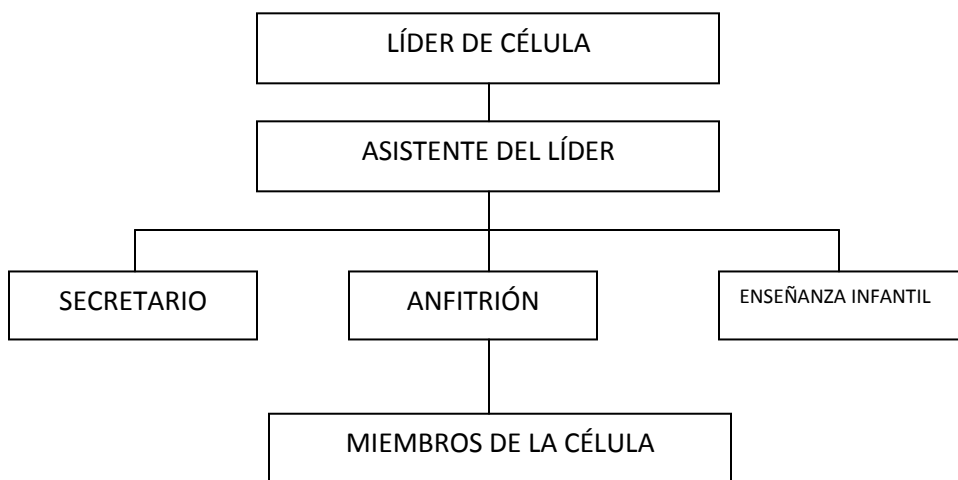 LÍDER DE CÉLULA
ASISTENTE DEL LÍDER
SECRETARIO
ANFITRIÓN
ENSEÑANZA INFANTIL
MIEMBROS DE LA CÉLULA